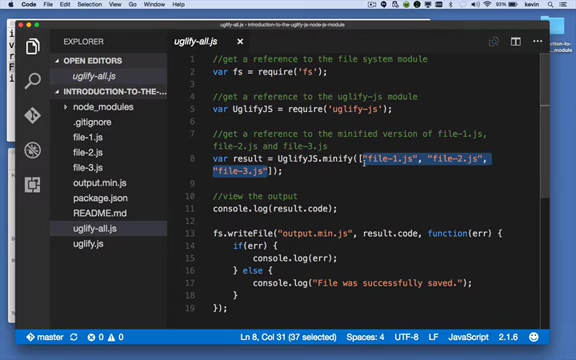 Code File Edit Selection View Go Debug Window Help 93% kevin
uglify-all.js - introduction-to-the-uglify-js-node-js-module
EXPLORER
uglify-all.js ×
OPEN EDITORS
uglify-all.js
INTRODUCTION-TO-THE-...
node_modules
.gitignore
file-1.js
file-2.js
file-3.js
output.min.js
package.json
README.md
uglify-all.js
uglify.js
1 //get a reference to the file system module
2 var fs = require('fs');
3
4 //get a reference to the uglify-js module
5 var UglifyJS = require('uglify-js');
6
7 //get a reference to the minified version of file-1.js,
file-2.js and file-3.js
8 var result = UglifyJS.minify(["file-1.js", "file-2.js",
"file-3.js"]);
9
10 //view the output
11 console.log(result.code);
12
13 fs.writeFile("output.min.js", result.code, function(err) {
14 if(err) {
15 console.log(err);
16 } else {
17 console.log("File was successfully saved.");
18 }
19 });
master 0 0 Ln 8, Col 31 (37 selected) Spaces: 4 UTF-8 LF JavaScript 2.1.6